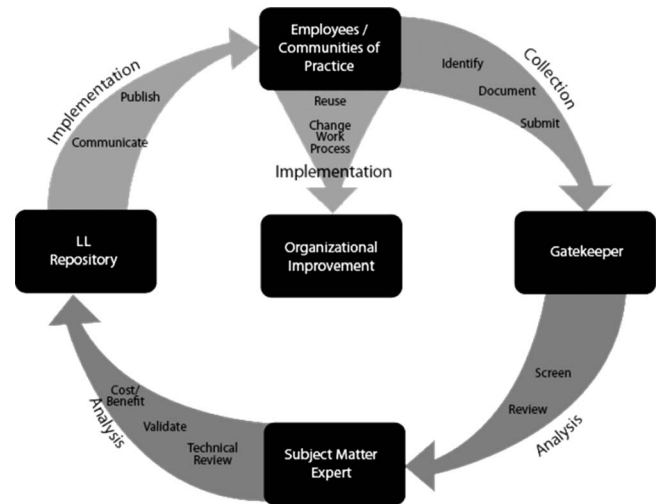 Employees /
Communities of
Practice
Identify
Document
Submit
Collection
Gatekeeper
Screen
Review
Analysis
Subject Matter
Expert
Technical
Review
Validate
Cost/
Benefit
Analysis
LL
Repository
Communicate
Publish
Implementation
Reuse
Change
Work
Process
Implementation
Organizational
Improvement